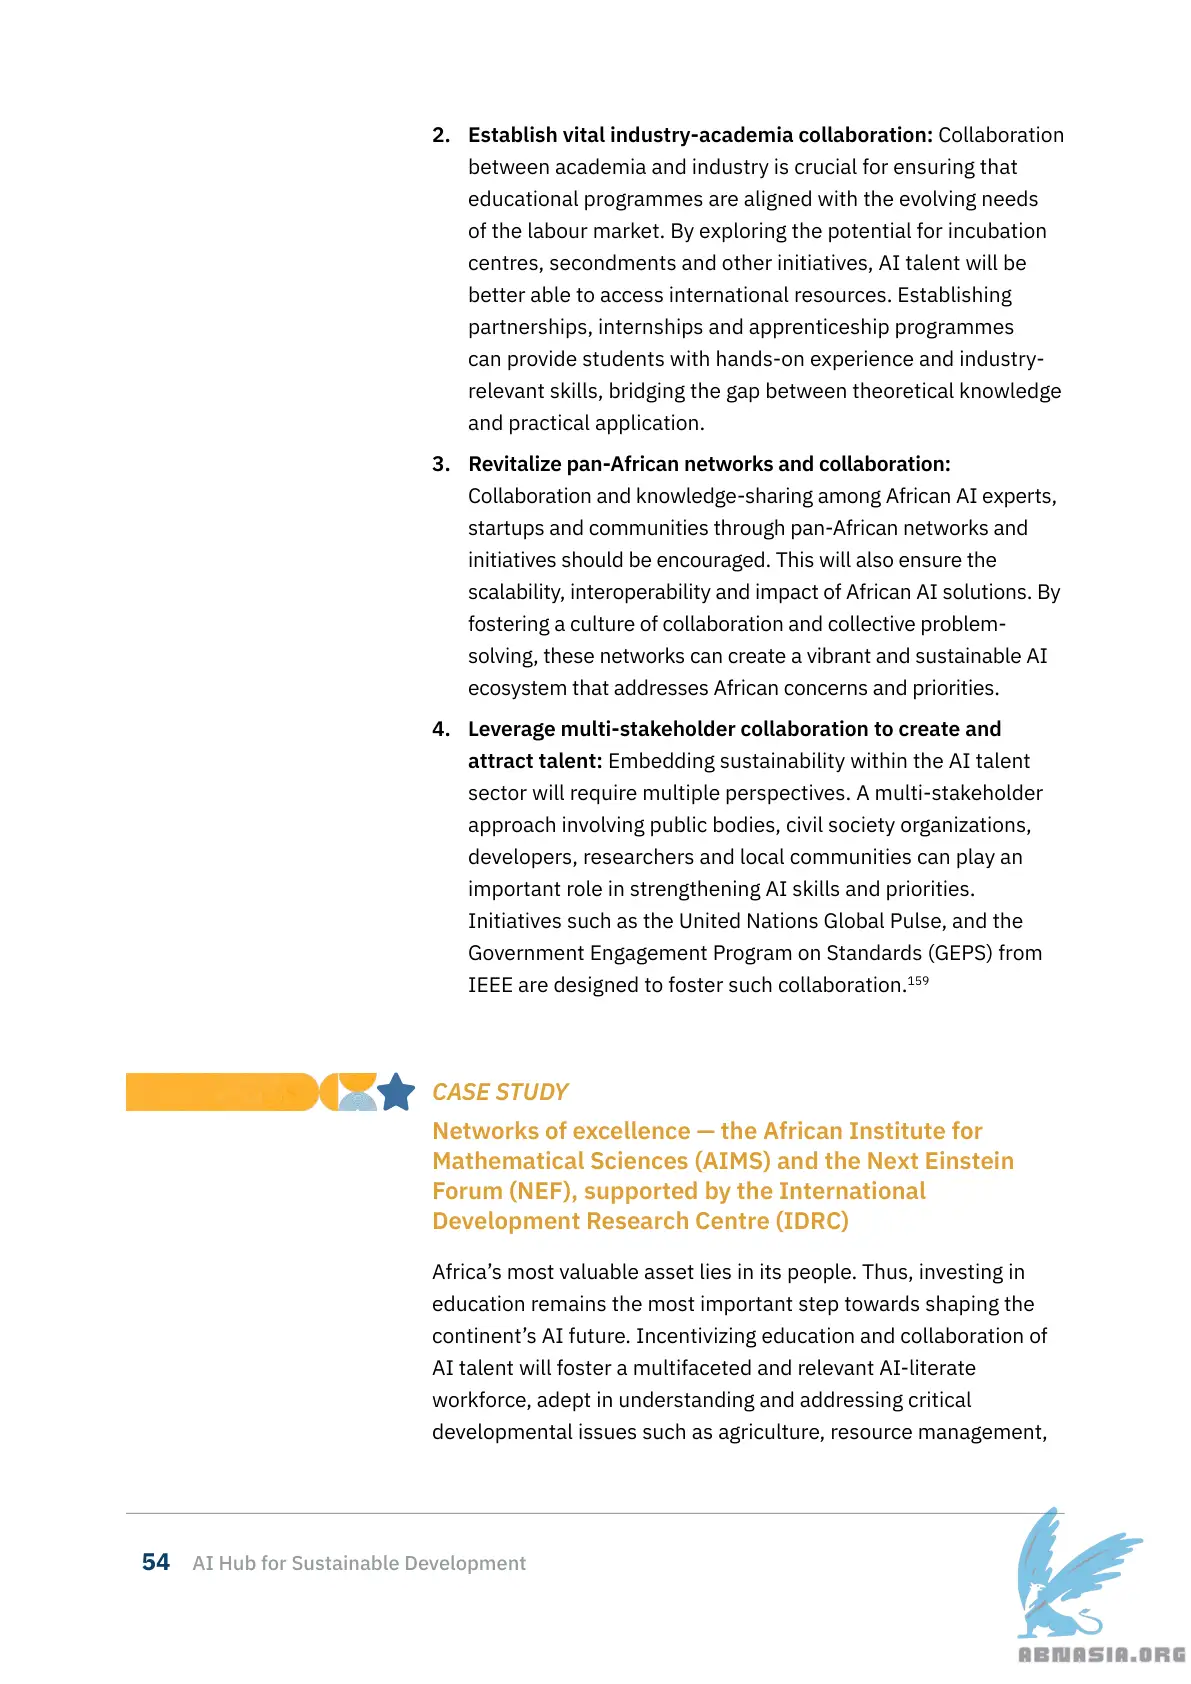 2. Establish vital industry-academia collaboration: Collaboration
between academia and industry is crucial for ensuring that
educational programmes are aligned with the evolving needs
of the labour market. By exploring the potential for incubation
centres, secondments and other initiatives, AI talent will be
better able to access international resources. Establishing
partnerships, internships and apprenticeship programmes
can provide students with hands-on experience and industry-
relevant skills, bridging the gap between theoretical knowledge
and practical application.
3. Revitalize pan-African networks and collaboration:
Collaboration and knowledge-sharing among African AI experts,
startups and communities through pan-African networks and
initiatives should be encouraged. This will also ensure the
scalability, interoperability and impact of African AI solutions. By
fostering a culture of collaboration and collective problem-
solving, these networks can create a vibrant and sustainable AI
ecosystem that addresses African concerns and priorities.
4. Leverage multi-stakeholder collaboration to create and
attract talent: Embedding sustainability within the AI talent
sector will require multiple perspectives. A multi-stakeholder
approach involving public bodies, civil society organizations,
developers, researchers and local communities can play an
important role in strengthening AI skills and priorities.
Initiatives such as the United Nations Global Pulse, and the
Government Engagement Program on Standards (GEPS) from
IEEE are designed to foster such collaboration.159
CASE STUDY
Networks of excellence — the African Institute for
Mathematical Sciences (AIMS) and the Next Einstein
Forum (NEF), supported by the International
Development Research Centre (IDRC)
Africa’s most valuable asset lies in its people. Thus, investing in
education remains the most important step towards shaping the
continent’s AI future. Incentivizing education and collaboration of
AI talent will foster a multifaceted and relevant AI-literate
workforce, adept in understanding and addressing critical
developmental issues such as agriculture, resource management,
54 AI Hub for Sustainable Development
ABNASIA.ORG